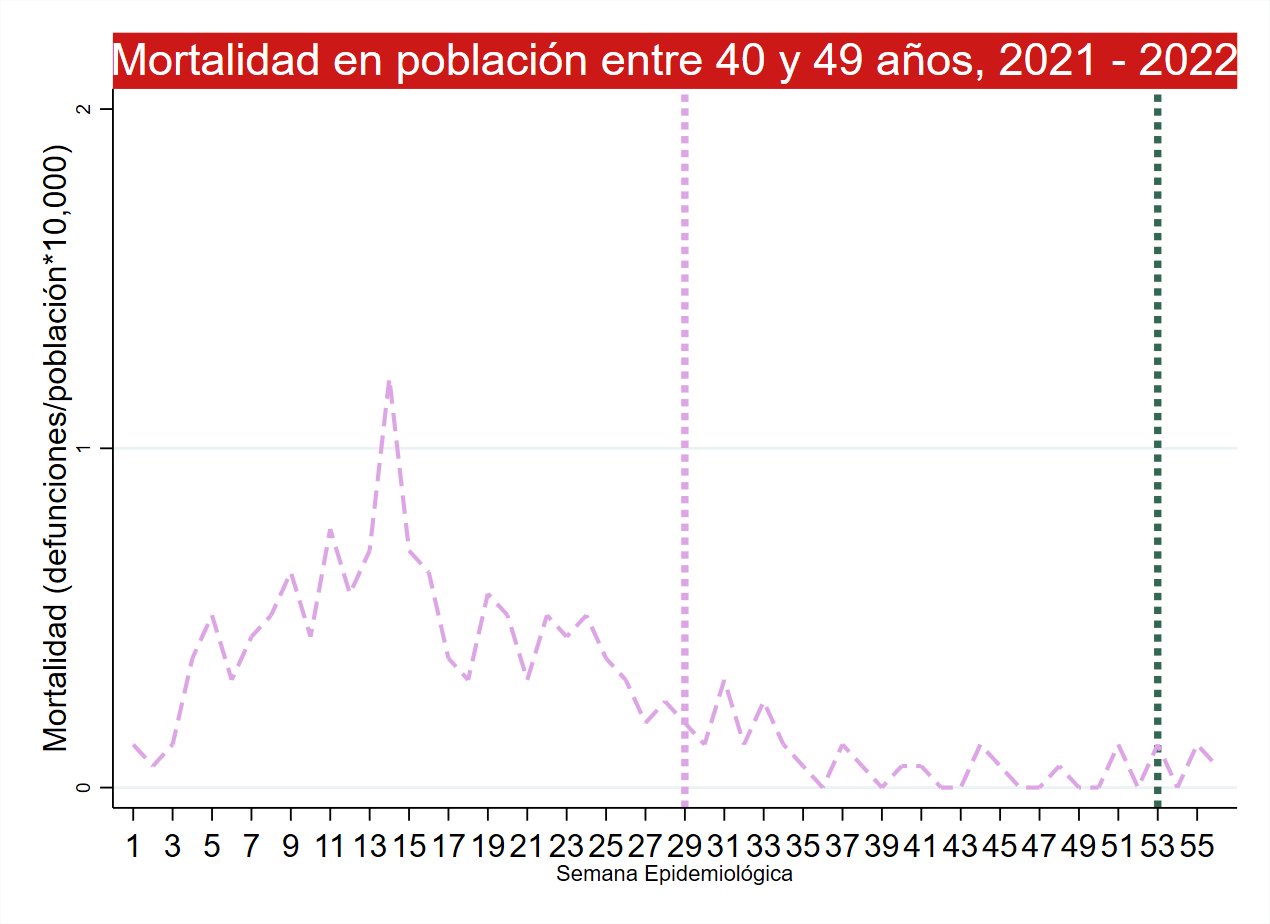 Mortalidad en población entre 40 y 49 años, 2021 - 2022
Mortalidad (defunciones/población*10,000)
2
1
0
1 3 5 7 9 11 13 15 17 19 21 23 25 27 29 31 33 35 37 39 41 43 45 47 49 51 53 55
Semana Epidemiológica